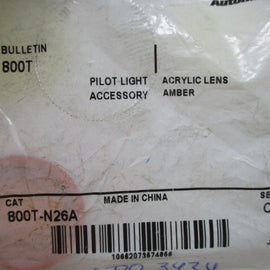 BULLETIN
800T
PILOT LIGHT ACRYLIC LENS
ACCESSORY AMBER
CAT MADE IN CHINA
800T-N26A